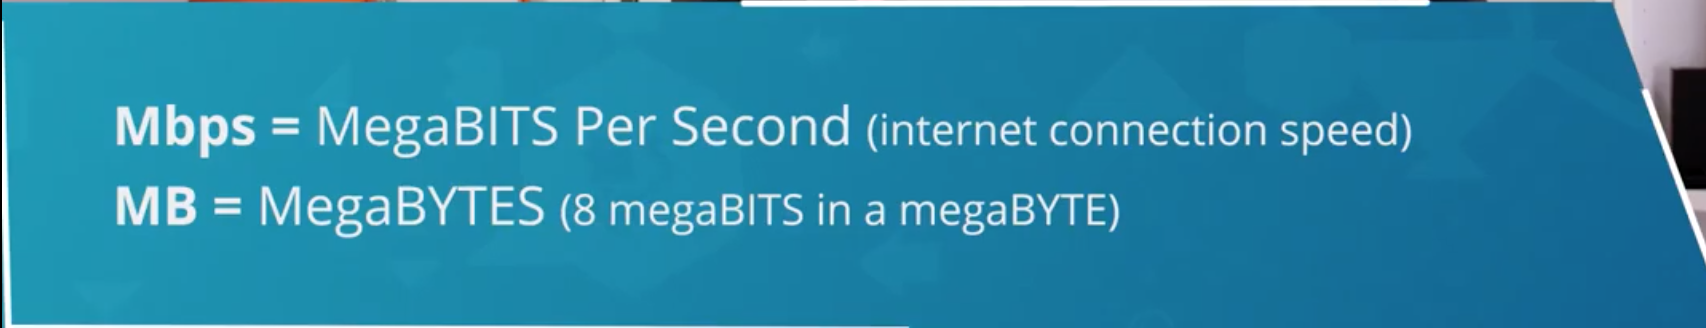 Mbps = MegaBITS Per Second (internet connection speed)
MB = MegaBYTES (8 megaBITS in a megaBYTE)